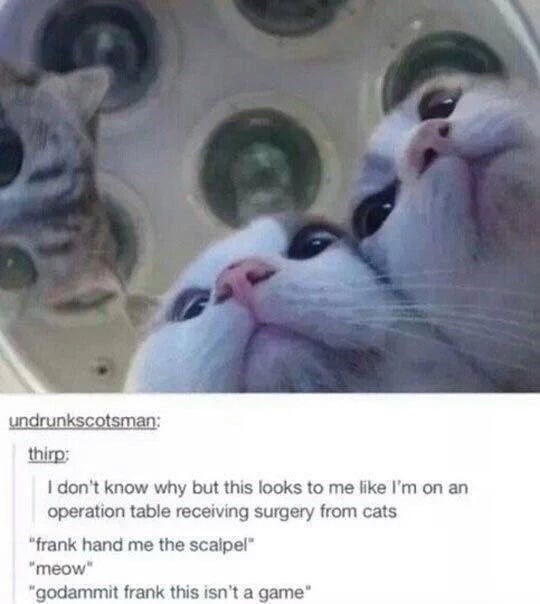 undrunkscotsman:
thirp:
I don't know why but this looks to me like I'm on an
operation table receiving surgery from cats
"frank hand me the scalpel"
"meow"
"godammit frank this isn't a game"